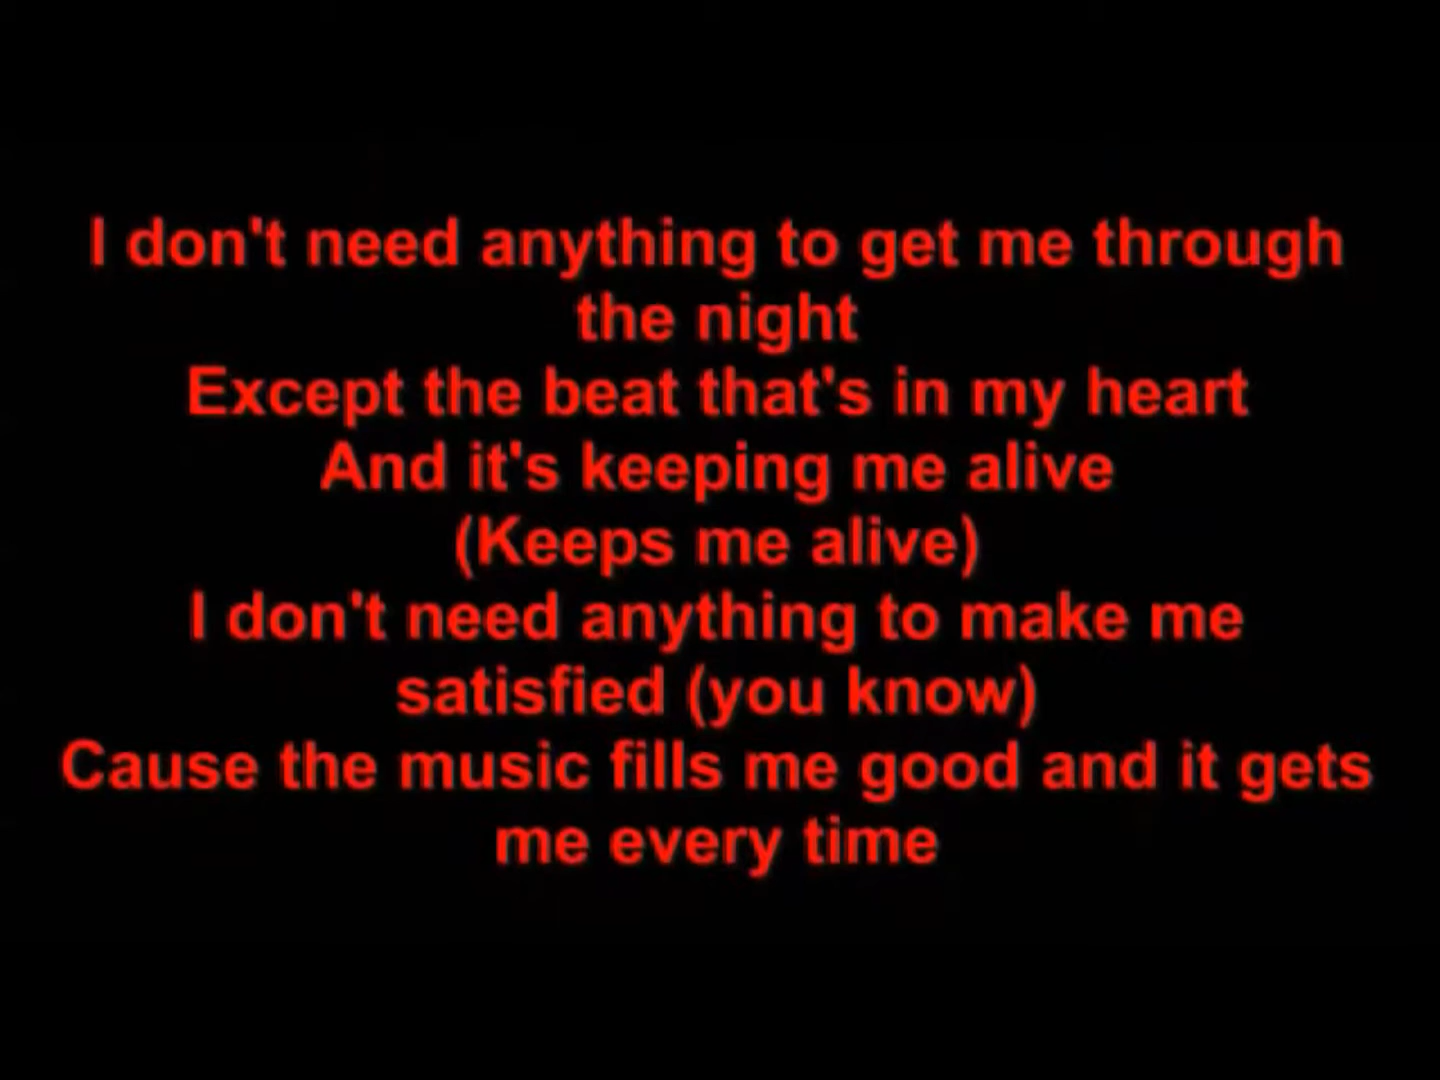 I don't need anything to get me through
the night
Except the beat that's in my heart
And it's keeping me alive
(Keeps me alive)
I don't need anything to make me
satisfied (you know)
Cause the music fills me good and it gets
me every time